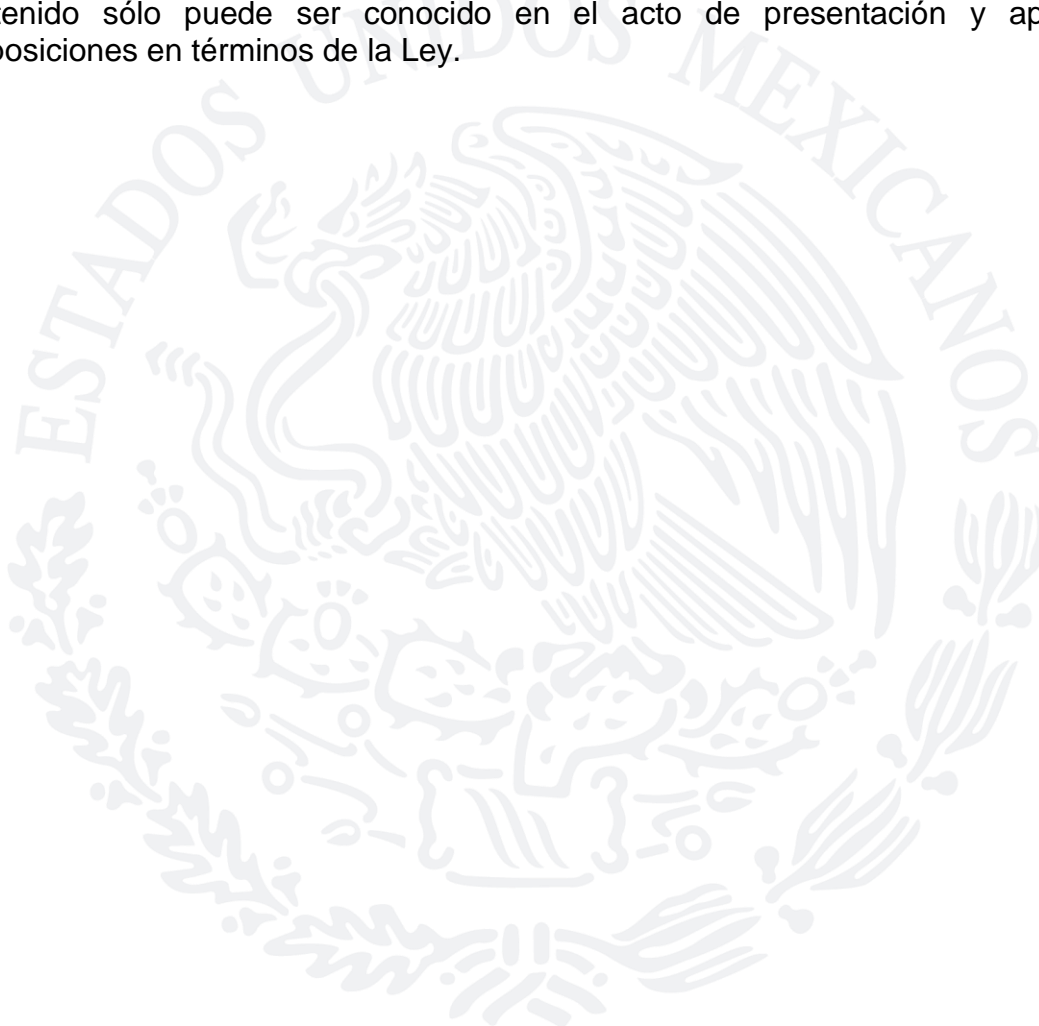 tenido sólo puede ser conocido en el acto de presentación y ap
osiciones en términos de la Ley.
ESTADOS UNIDOS MEXICANOS